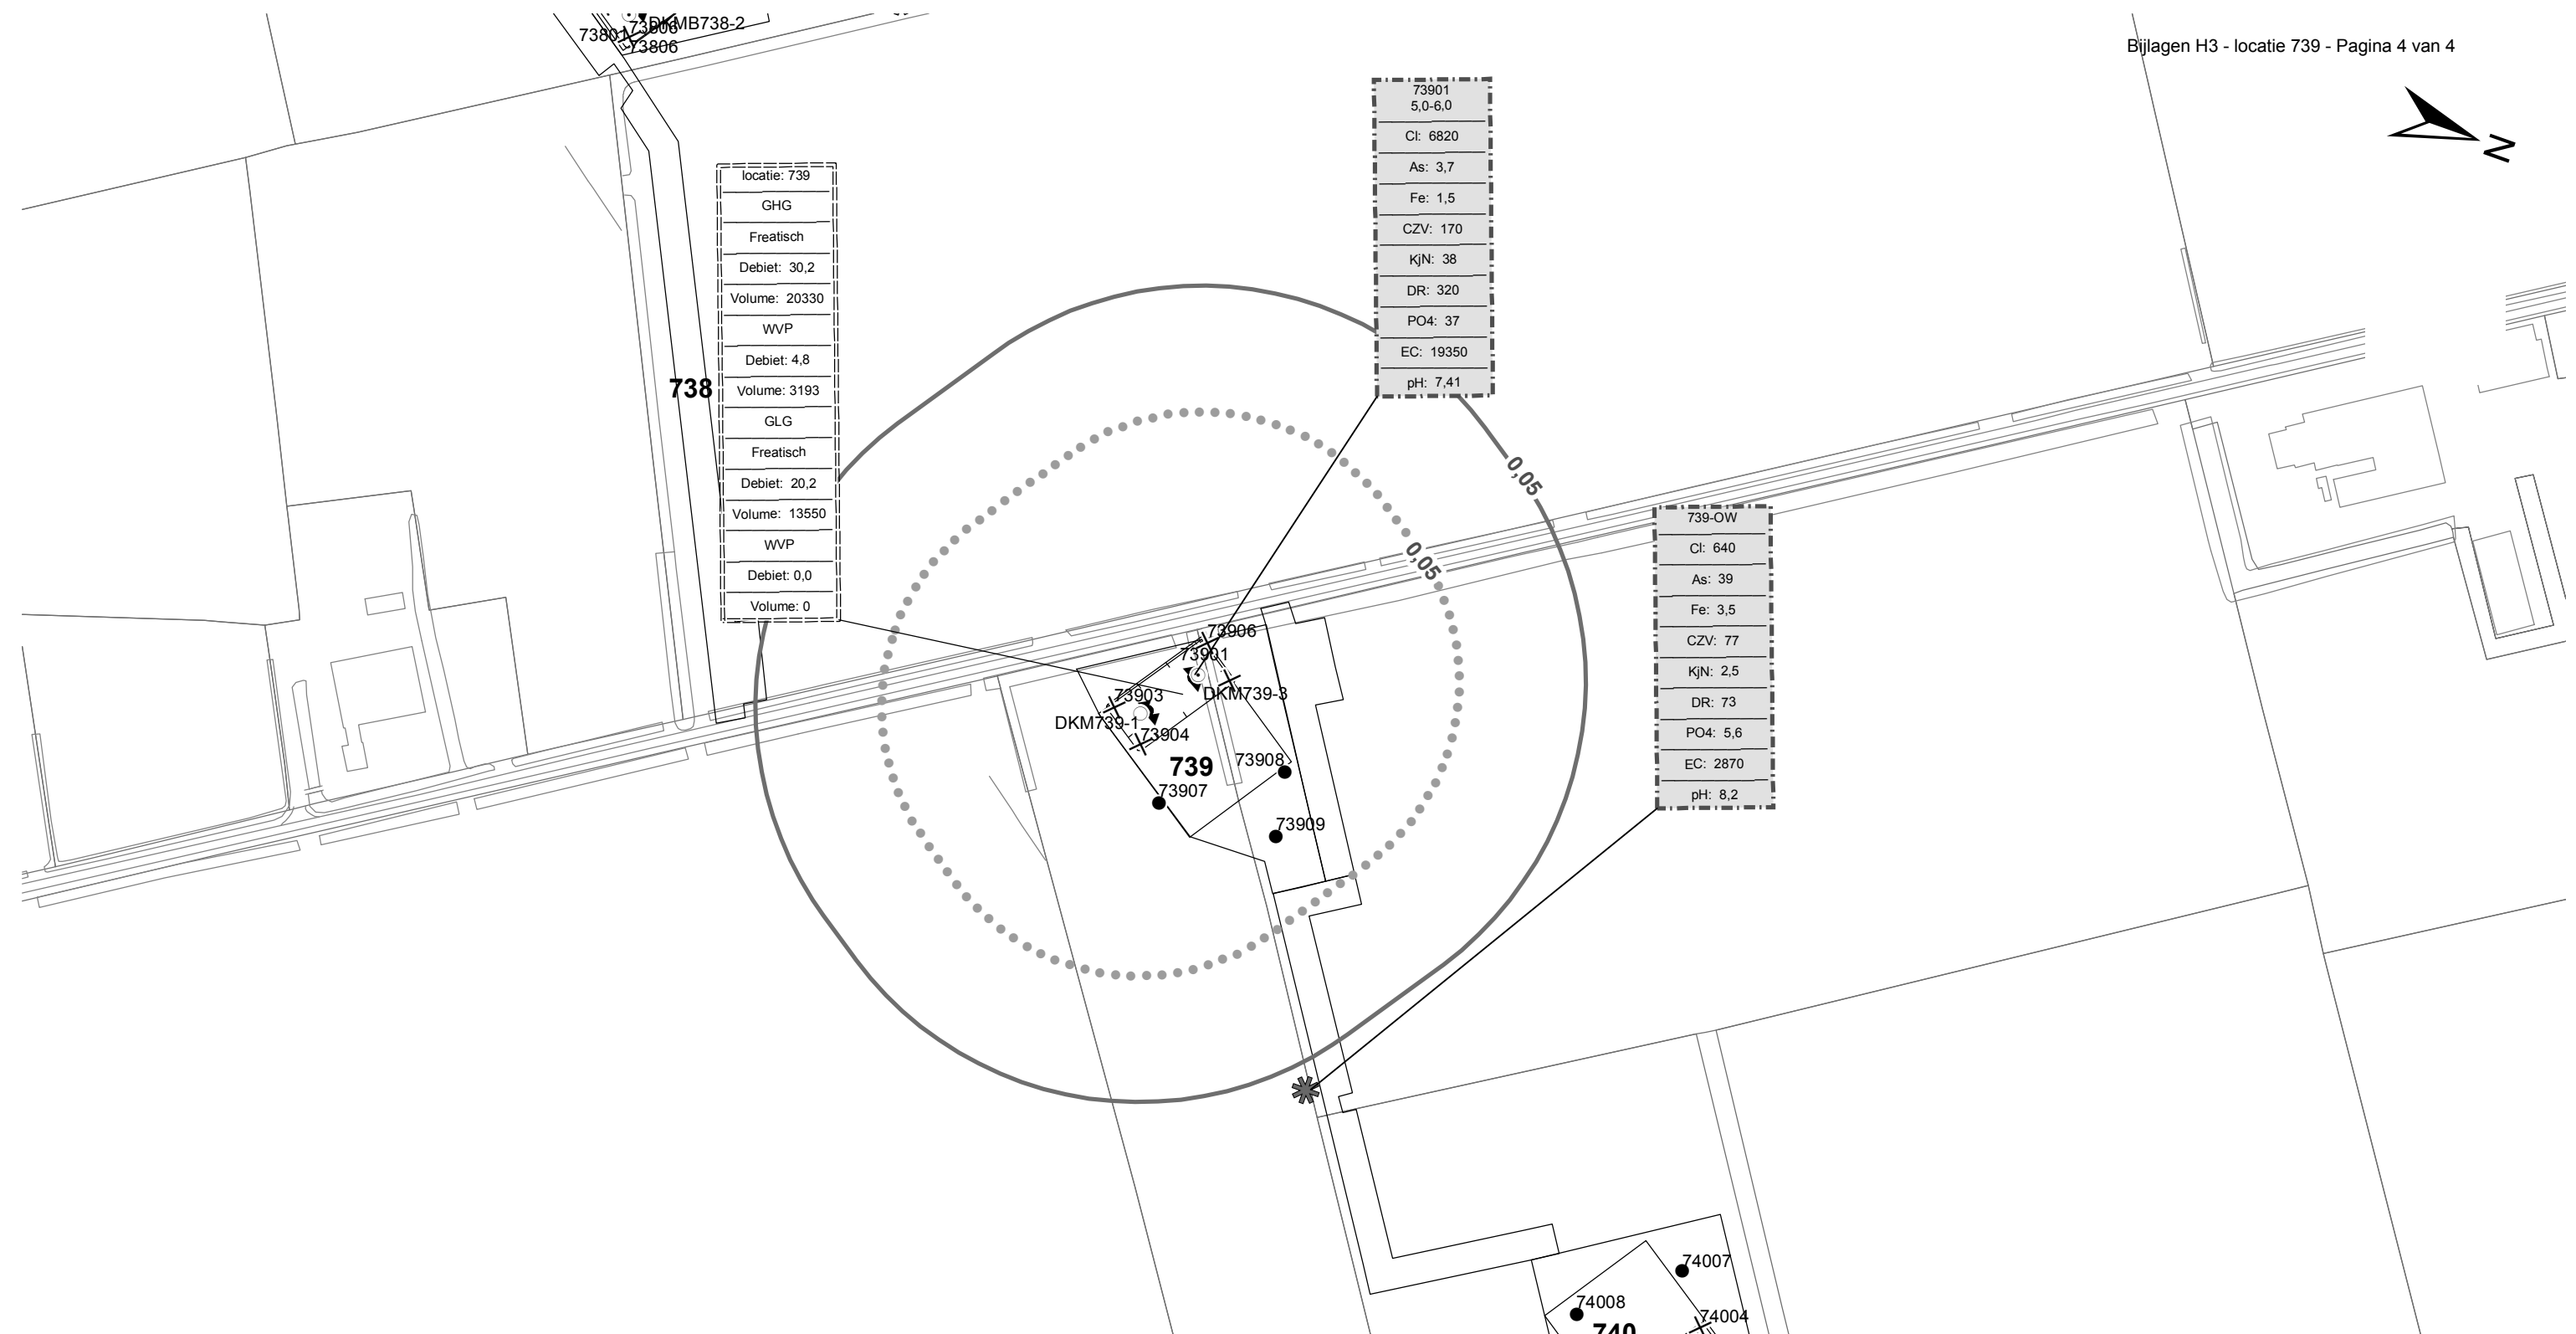 DKMB738-2
73801
73806
73806
Bijlagen H3 - locatie 739 - Pagina 4 van 4
N
73901
5,0-6,0
Cl: 6820
As: 3,7
Fe: 1,5
CZV: 170
KjN: 38
DR: 320
PO4: 37
EC: 19350
pH: 7,41
locatie: 739
GHG
Freatisch
Debiet: 30,2
Volume: 20330
WVP
Debiet: 4,8
Volume: 3193
GLG
Freatisch
Debiet: 20,2
Volume: 13550
WVP
Debiet: 0,0
Volume: 0
738
0,05
0,05
739-OW
Cl: 640
As: 39
Fe: 3,5
CZV: 77
KjN: 2,5
DR: 73
PO4: 5,6
EC: 2870
pH: 8,2
73906
73901
DKM739-3
73903
DKM739-1
73904
739
73908
73907
73909
74007
74008
74004
740